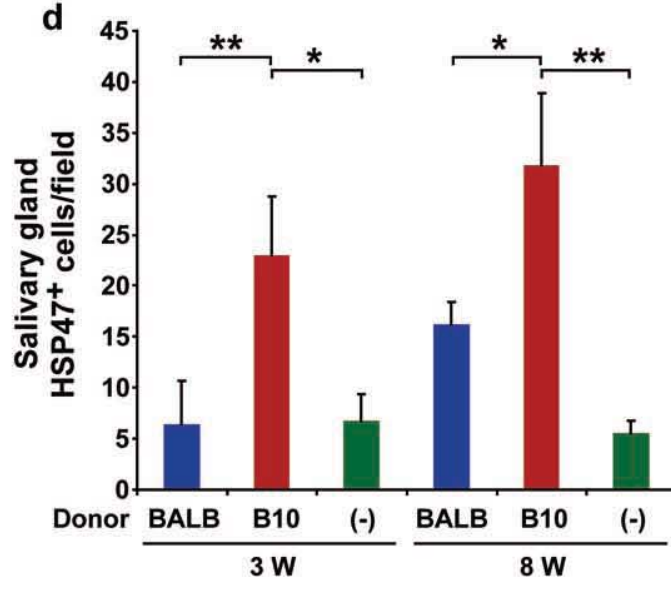 d
Salivary gland
HSP47+ cells/field
45
40
35
30
25
20
15
10
5
0
** * * **
Donor BALB B10 (-) BALB B10 (-)
3 W 8 W